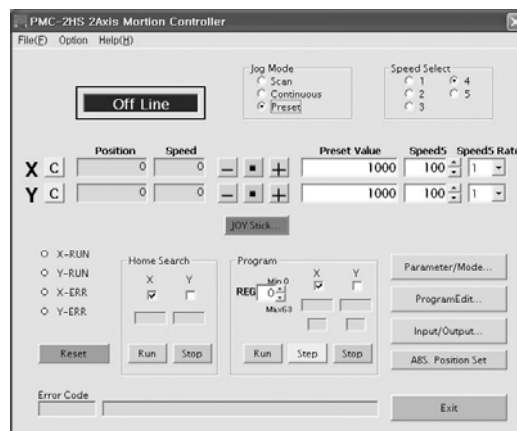 PMC-2HS 2Axis Mortion Controller
File(F) Option Help(H)
Jog Mode
Scan
Continuous
Preset
Speed Select
1 4
2 5
3
Off Line
Position Speed Preset Value Speed5 Speed5 Rate
X C 0 0 1000 100 1
Y C 0 0 1000 100 1
JOY Stick...
X-RUN
Y-RUN
X-ERR
Y-ERR
Reset
Home Search
X Y
Run Stop
Program
X Y
Min 0
REG 0
Max63
Run Step Stop
Parameter/Mode...
ProgramEdit...
Input/Output...
ABS. Position Set
Error Code
Exit